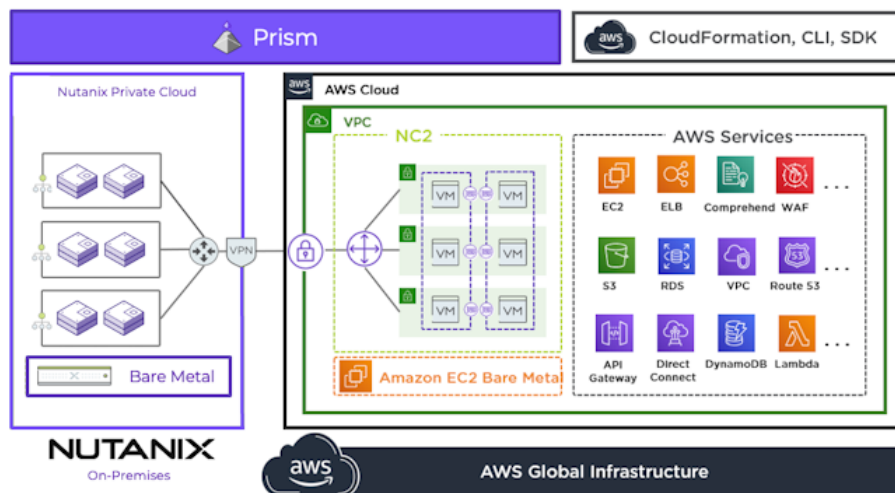 Prism
aws
CloudFormation, CLI, SDK
Nutanix Private Cloud
aws
AWS Cloud
VPC
NC2
AWS Services
VM
VM
EC2
ELB
Comprehend
WAF
...
VPN
VM
VM
S3
RDS
VPC
53
Route 53
...
VM
VM
API
Gateway
Direct
Connect
DynamoDB
Lambda
...
Bare Metal
Amazon EC2 Bare Metal
NUTANIX
On-Premises
aws
AWS Global Infrastructure